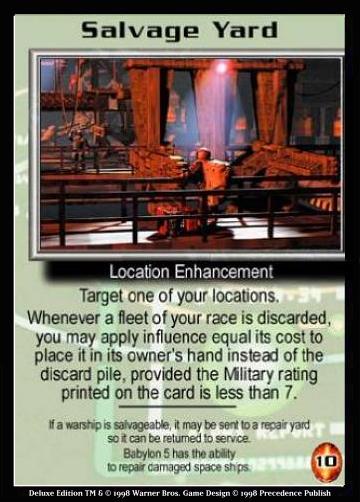 Salvage Yard
Location Enhancement
Target one of your locations.
Whenever a fleet of your race is discarded,
you may apply influence equal its cost to
place it in its owner's hand instead of the
discard pile, provided the Military rating
printed on the card is less than 7.
If a warship is salvageable, it may be sent to a repair yard
so it can be returned to service.
Babylon 5 has the ability
to repair damaged space ships.
10
Deluxe Edition TM & © 1998 Warner Bros. Game Design © 1998 Precedence Publish